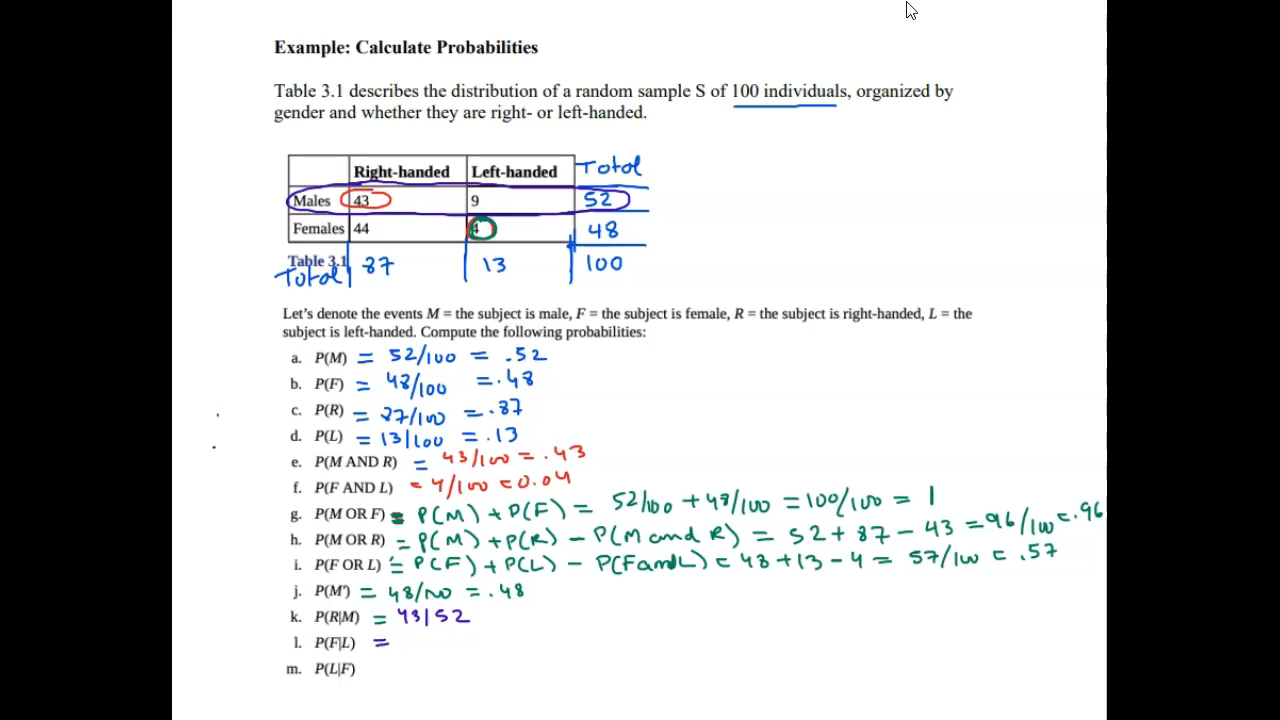 Example: Calculate Probabilities
Table 3.1 describes the distribution of a random sample S of 100 individuals, organized by
gender and whether they are right- or left-handed.
Right-handed Left-handed Total
Males 43 9 52
Females 44 4 48
Table 3.1
Total 87 13 100
Let's denote the events M = the subject is male, F = the subject is female, R = the subject is right-handed, L = the
subject is left-handed. Compute the following probabilities:
a. P(M) = 52/100 = .52
b. P(F) = 48/100 = .48
c. P(R) = 87/100 = .87
d. P(L) = 13/100 = .13
e. P(M AND R) = 43/100 = .43
f. P(F AND L) = 4/100 = 0.04
g. P(M OR F) = P(M) + P(F) = 52/100 + 48/100 = 100/100 = 1
h. P(M OR R) = P(M) + P(R) - P(M and R) = 52 + 87 - 43 = 96/100 = .96
i. P(F OR L) = P(F) + P(L) - P(F and L) = 48 + 13 - 4 = 57/100 = .57
j. P(M') = 48/100 = .48
k. P(R|M) = 43/52
l. P(F|L) =
m. P(L|F)